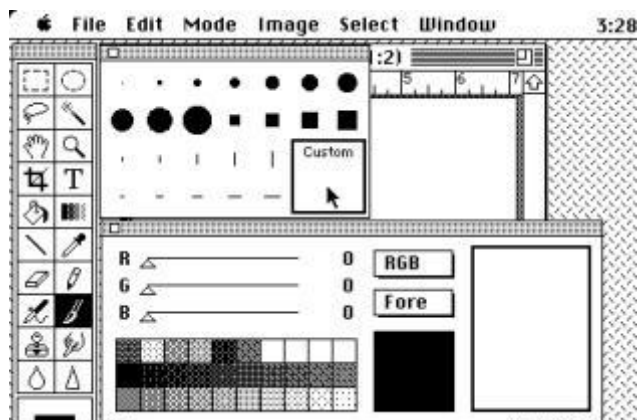 File Edit Mode Image Select Window 3:28
:2)
5 6 7
Custom
T
R 0 RGB
G 0
B 0 Fore